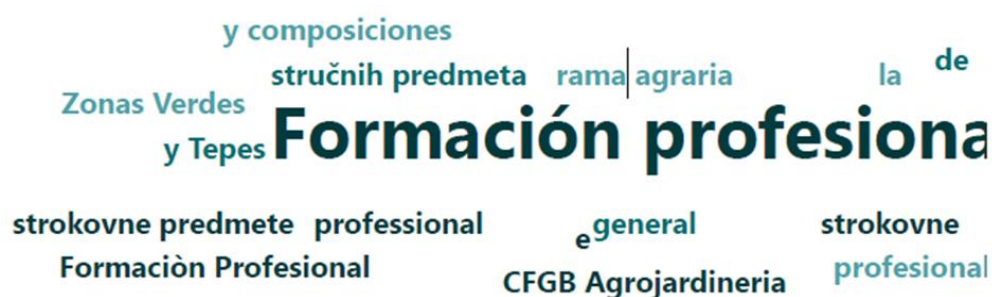 y composiciones
stručnih predmeta rama agraria la de
Zonas Verdes
y Tepes Formación profesiona
strokovne predmete professional e general strokovne
Formaciòn Profesional CFGB Agrojardineria profesional